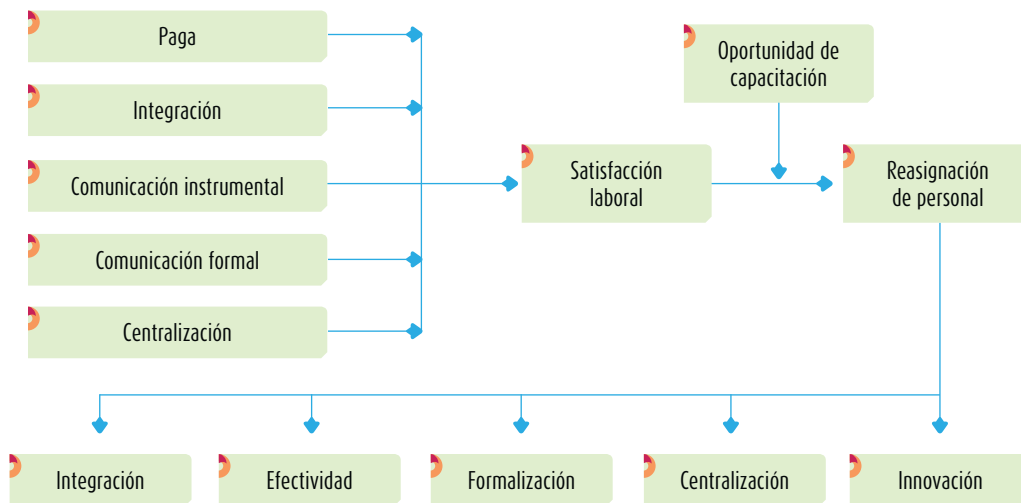 Paga
Integración
Comunicación instrumental
Comunicación formal
Centralización
Satisfacción
laboral
Oportunidad de
capacitación
Reasignación
de personal
Integración
Efectividad
Formalización
Centralización
Innovación